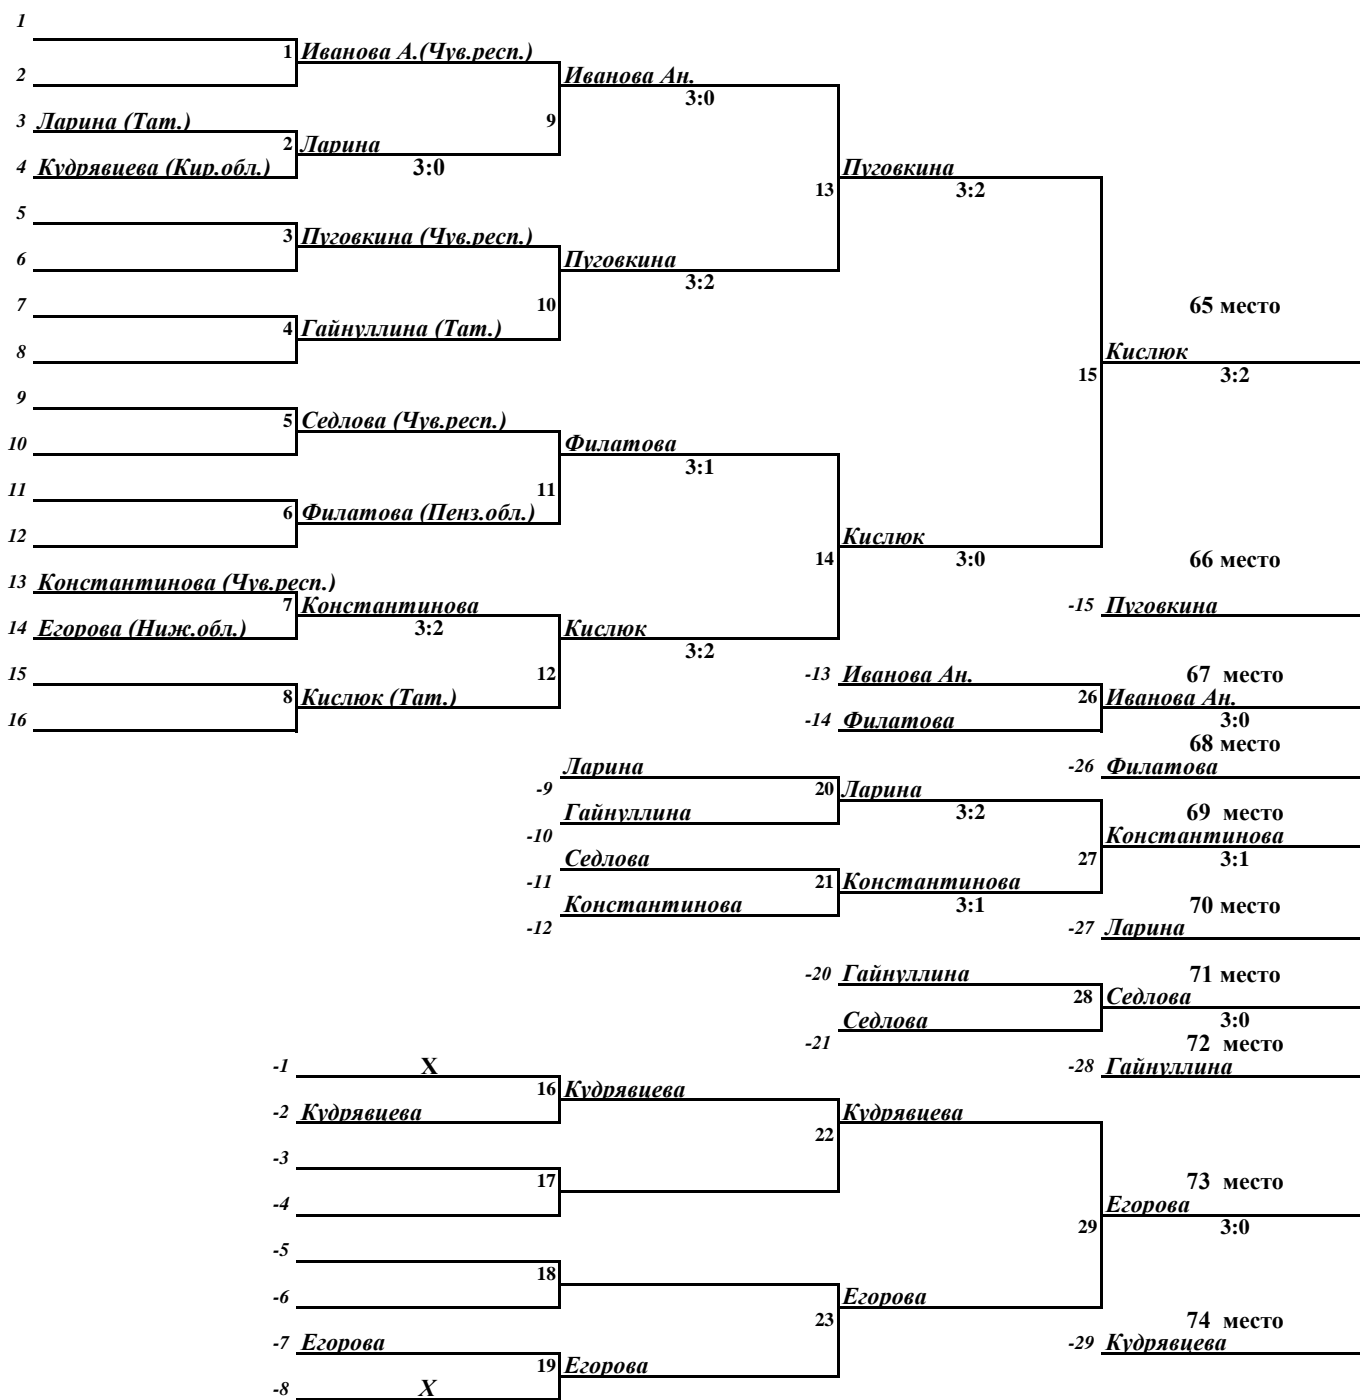 1
1 Иванова А.(Чув.респ.)
2
Иванова Ан.
3:0
3 Ларина (Тат.)
9
2 Ларина
4 Кудрявцева (Кир.обл.)
3:0
Пуговкина
13
3:2
5
3 Пуговкина (Чув.респ.)
6
Пуговкина
3:2
7
10
65 место
4 Гайнуллина (Тат.)
8
Кислюк
15
3:2
9
5 Седлова (Чув.респ.)
10
Филатова
3:1
11
11
6 Филатова (Пенз.обл.)
12
Кислюк
14
3:0
66 место
13 Константинова (Чув.респ.)
7 Константинова
-15 Пуговкина
14 Егорова (Ниж.обл.)
3:2
Кислюк
3:2
15
12
-13 Иванова Ан.
67 место
8 Кислюк (Тат.)
26 Иванова Ан.
16
-14 Филатова
3:0
68 место
Ларина
-26 Филатова
-9
20 Ларина
Гайнуллина
3:2
69 место
-10
Константинова
Седлова
27
3:1
-11
21 Константинова
Константинова
3:1
70 место
-12
-27 Ларина
-20 Гайнуллина
71 место
28 Седлова
Седлова
3:0
-21
72 место
-1 X
-28 Гайнуллина
16 Кудрявцева
-2 Кудрявцева
Кудрявцева
22
-3
17
73 место
-4
Егорова
29
3:0
-5
18
-6
Егорова
23
74 место
-7 Егорова
-29 Кудрявцева
19 Егорова
-8 X